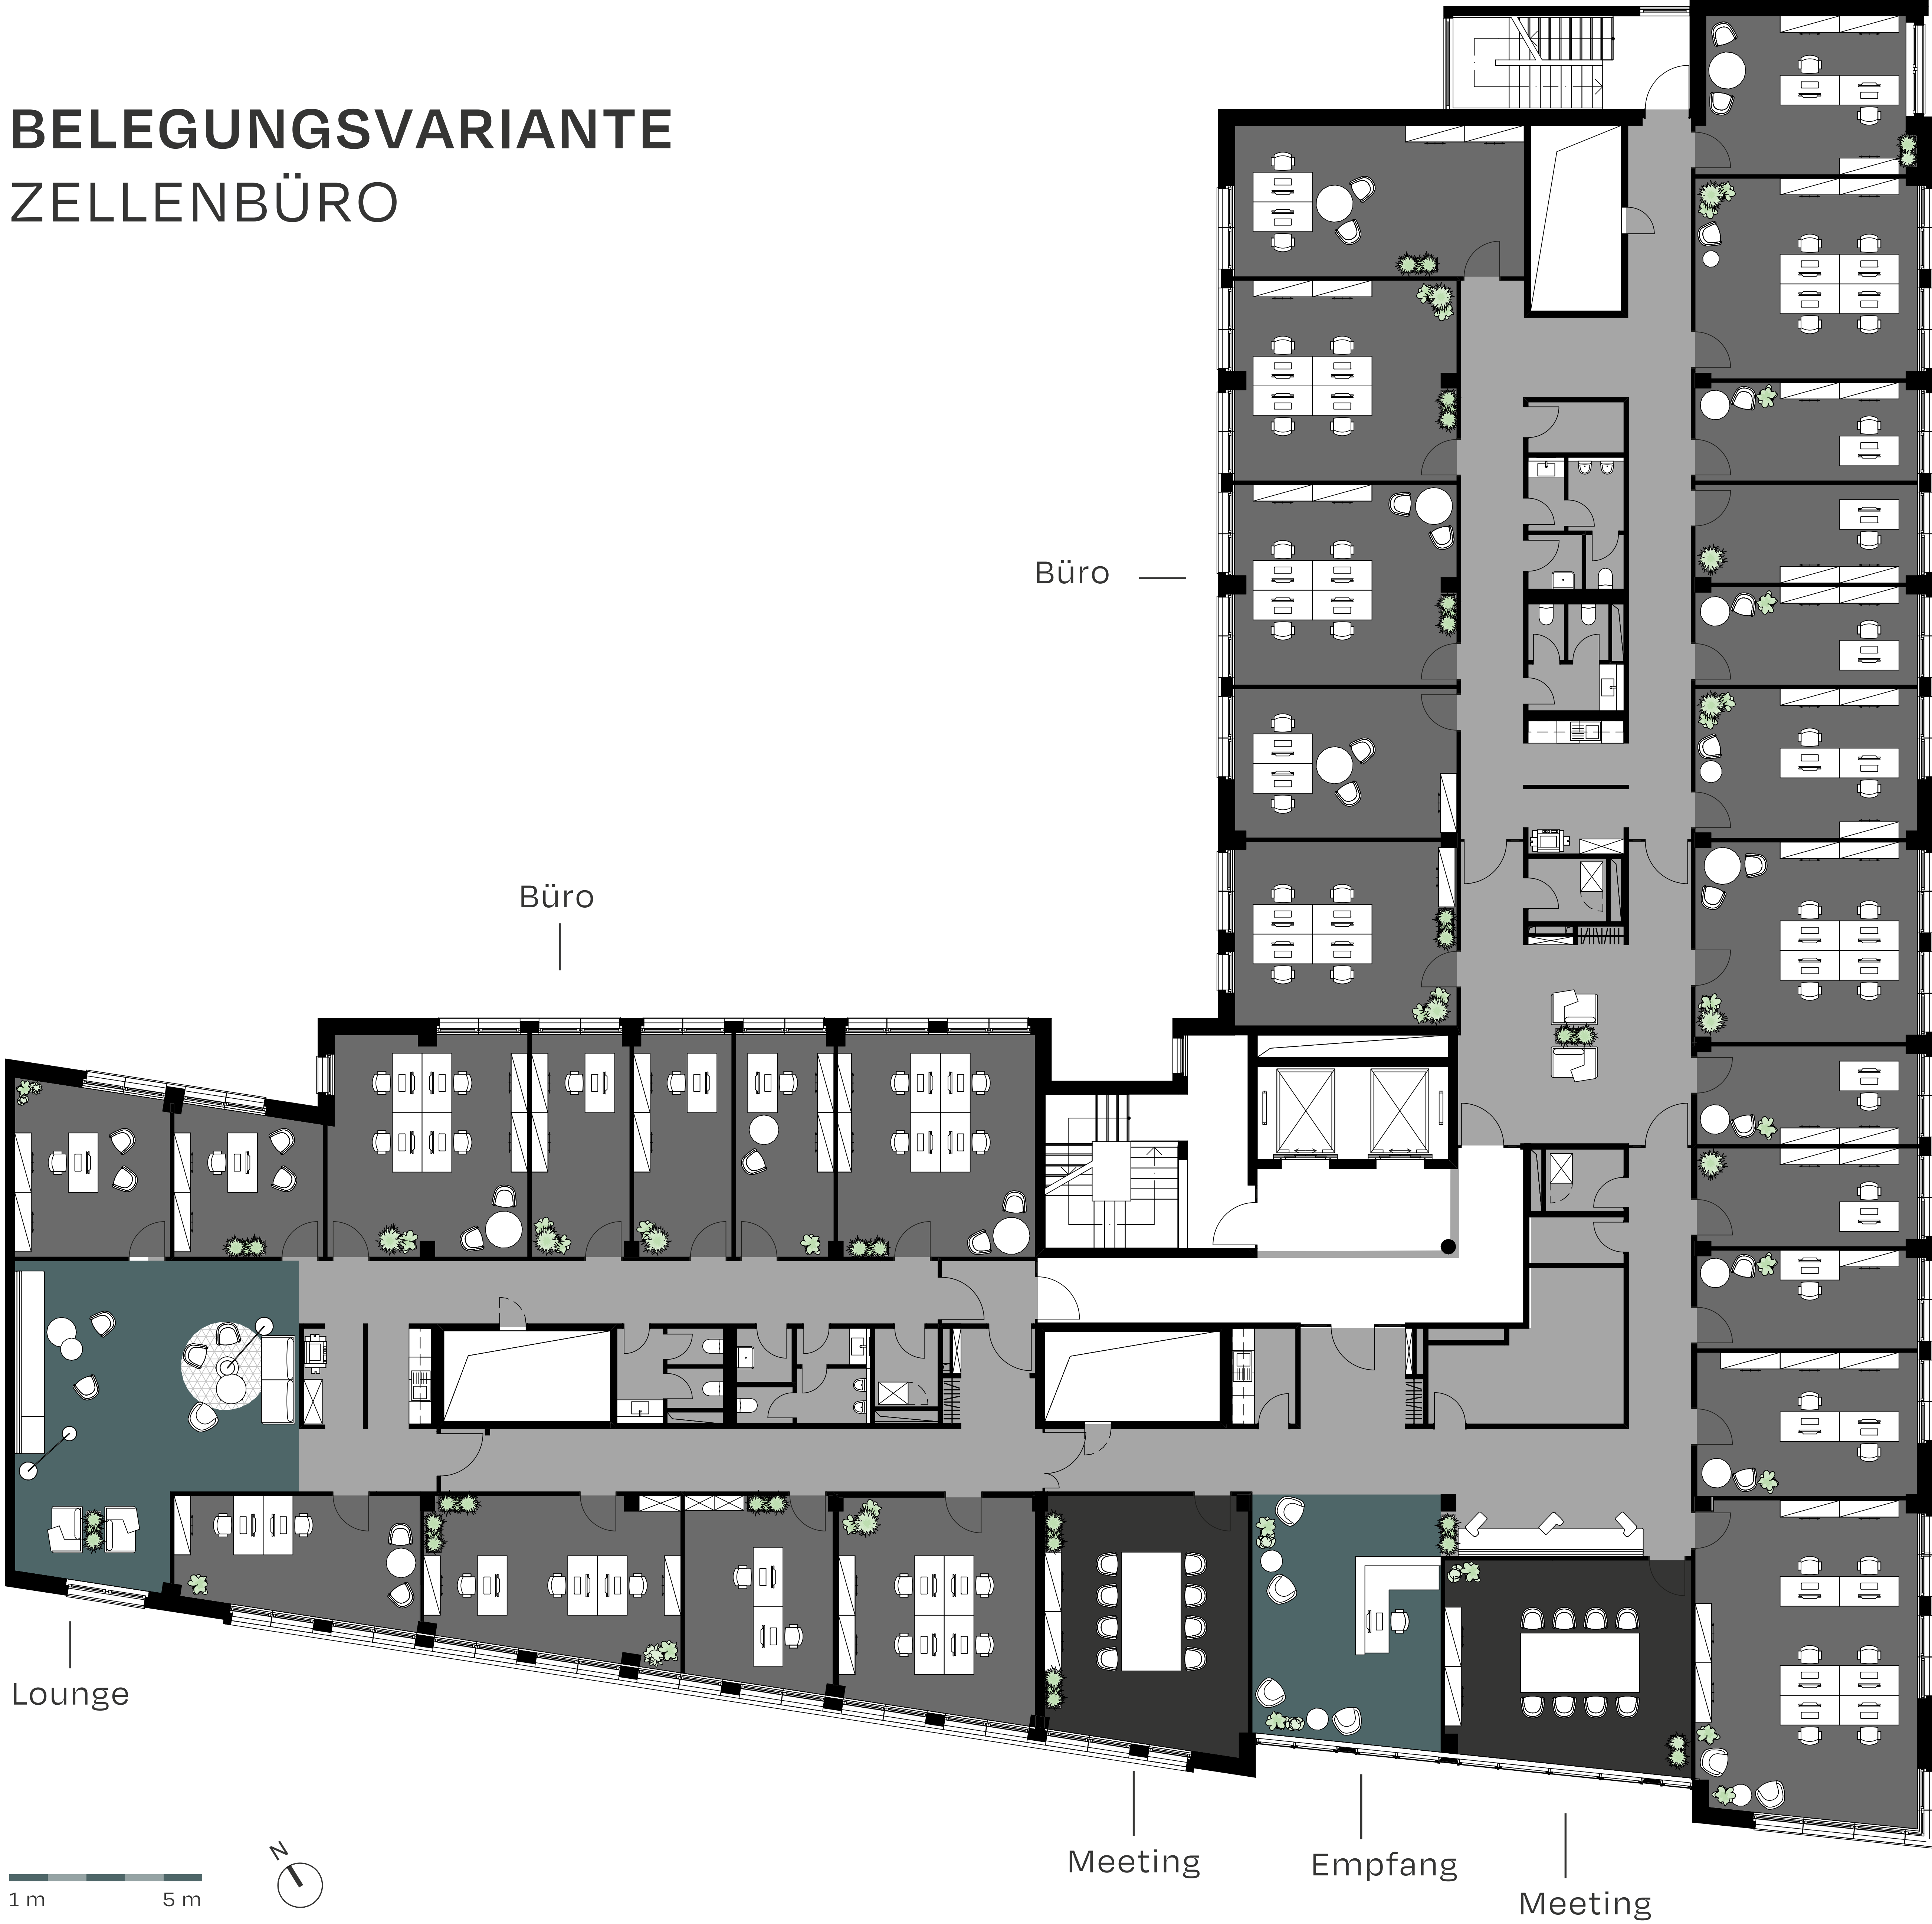 BELEGUNGSVARIANTE
ZELLENBÜRO
Büro
Büro
Lounge
Meeting
Empfang
Meeting
N
1 m 5 m